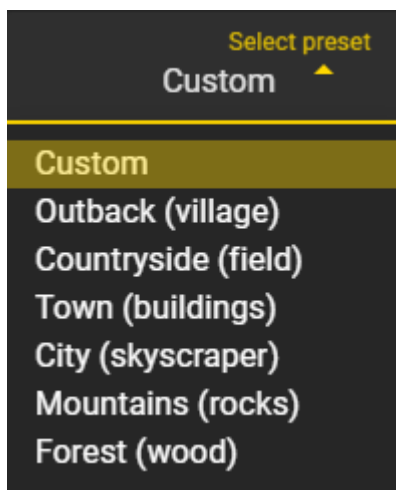 Select preset
Custom
Custom
Outback (village)
Countryside (field)
Town (buildings)
City (skyscraper)
Mountains (rocks)
Forest (wood)